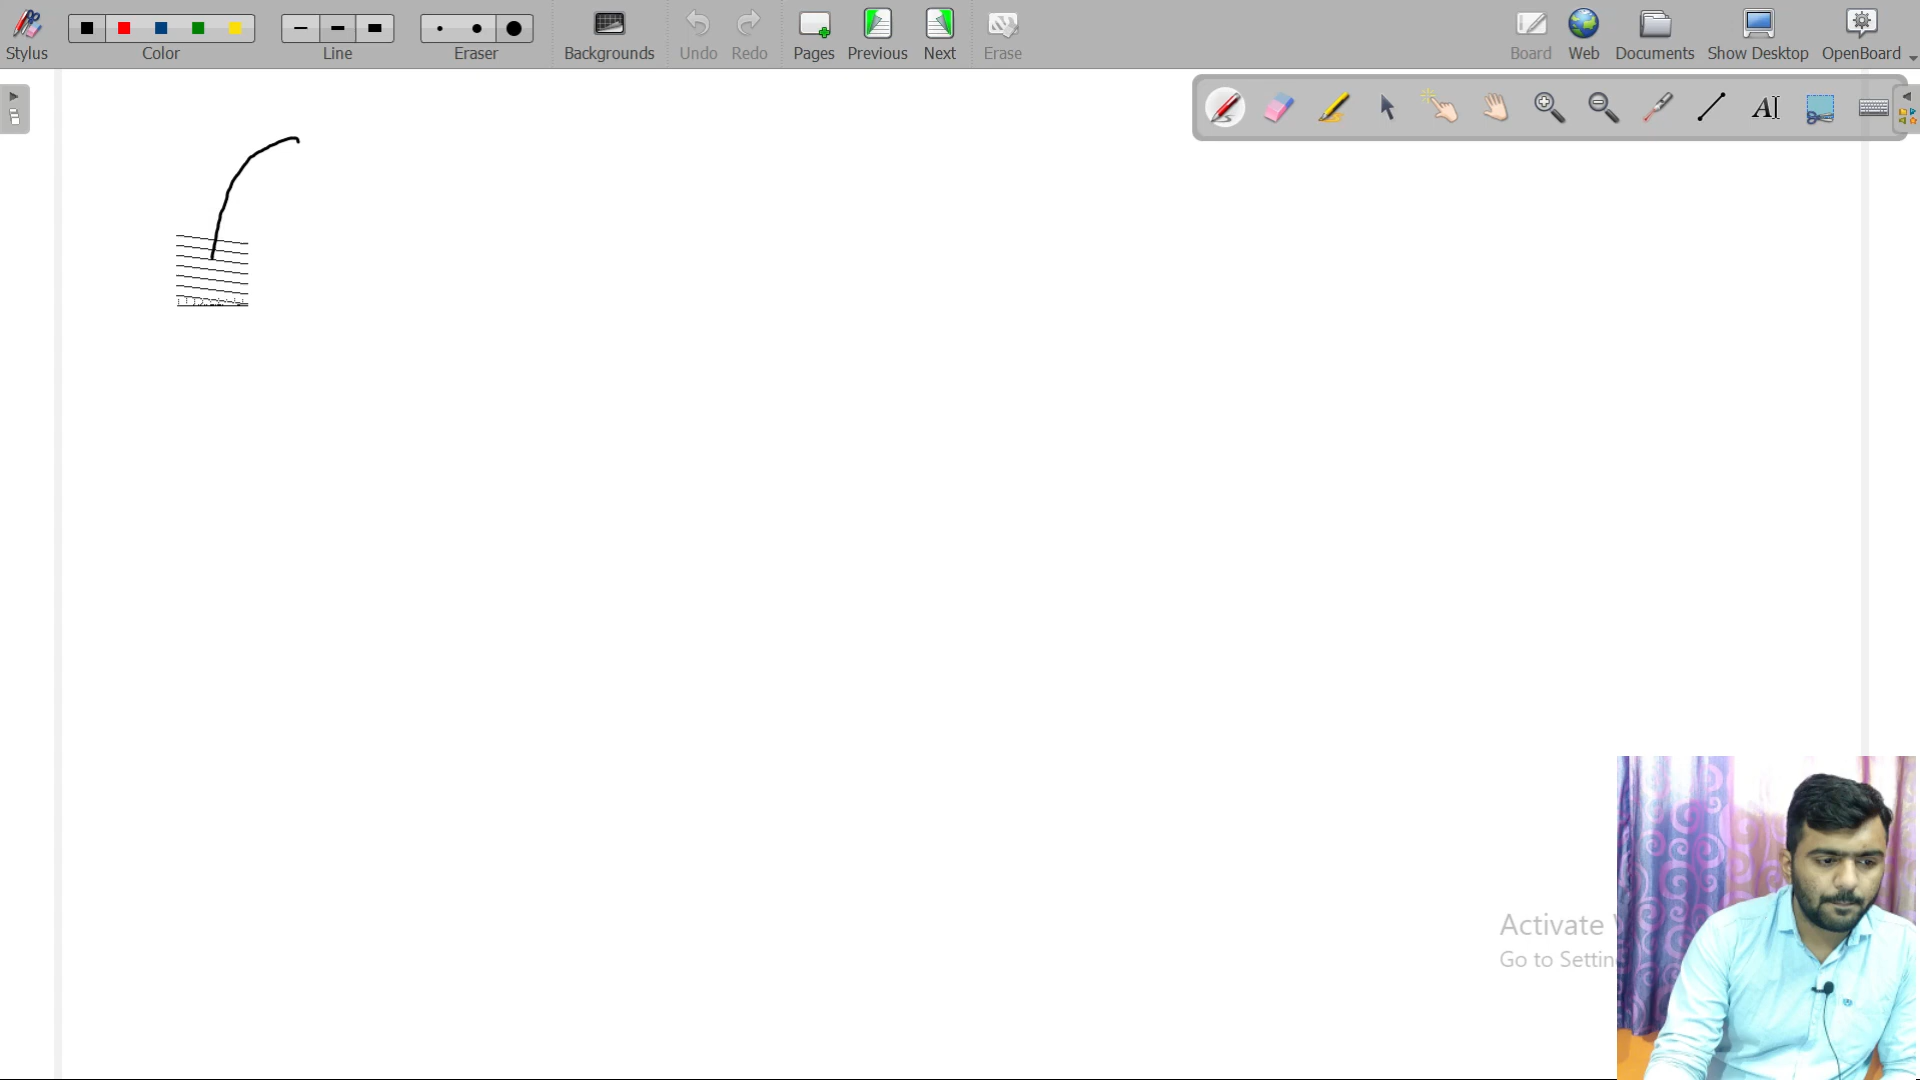 Stylus
Color
Line
Eraser
Backgrounds
Undo
Redo
Pages
Previous
Next
Erase
Board
Web
Documents
Show Desktop
OpenBoard
A
Activate
Go to Settin